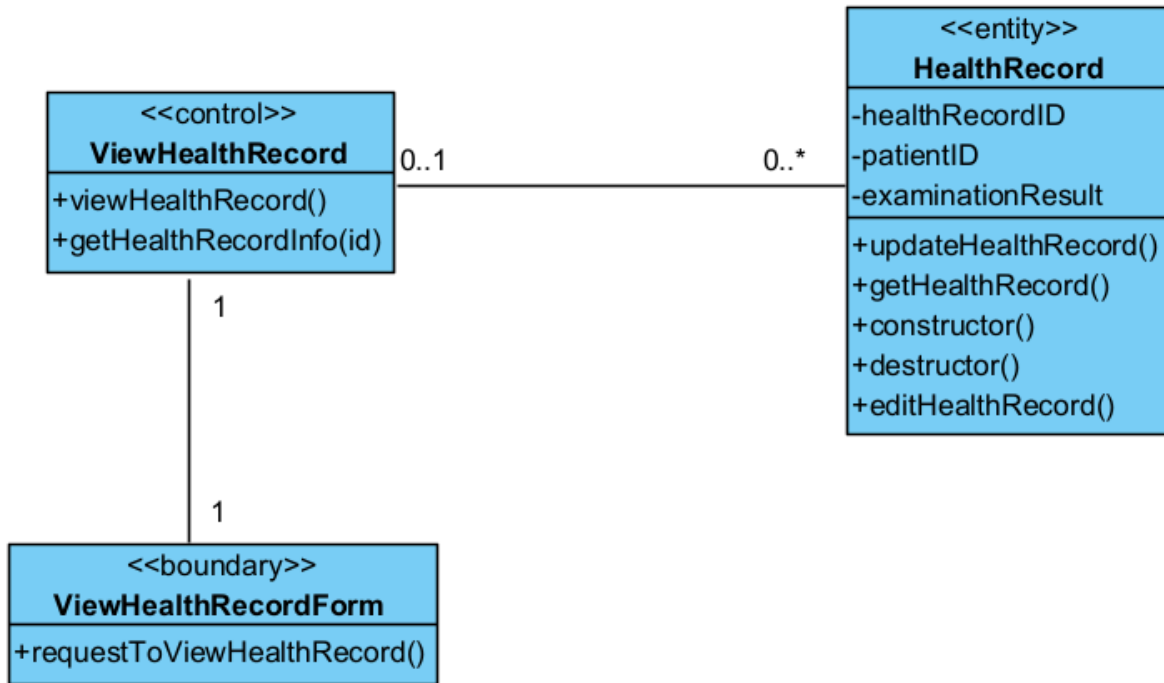 <<control>>
ViewHealthRecord
+viewHealthRecord()
+getHealthRecordInfo(id)
0..1
0..*
<<entity>>
HealthRecord
-healthRecordID
-patientID
-examinationResult
+updateHealthRecord()
+getHealthRecord()
+constructor()
+destructor()
+editHealthRecord()
1
1
<<boundary>>
ViewHealthRecordForm
+requestToViewHealthRecord()